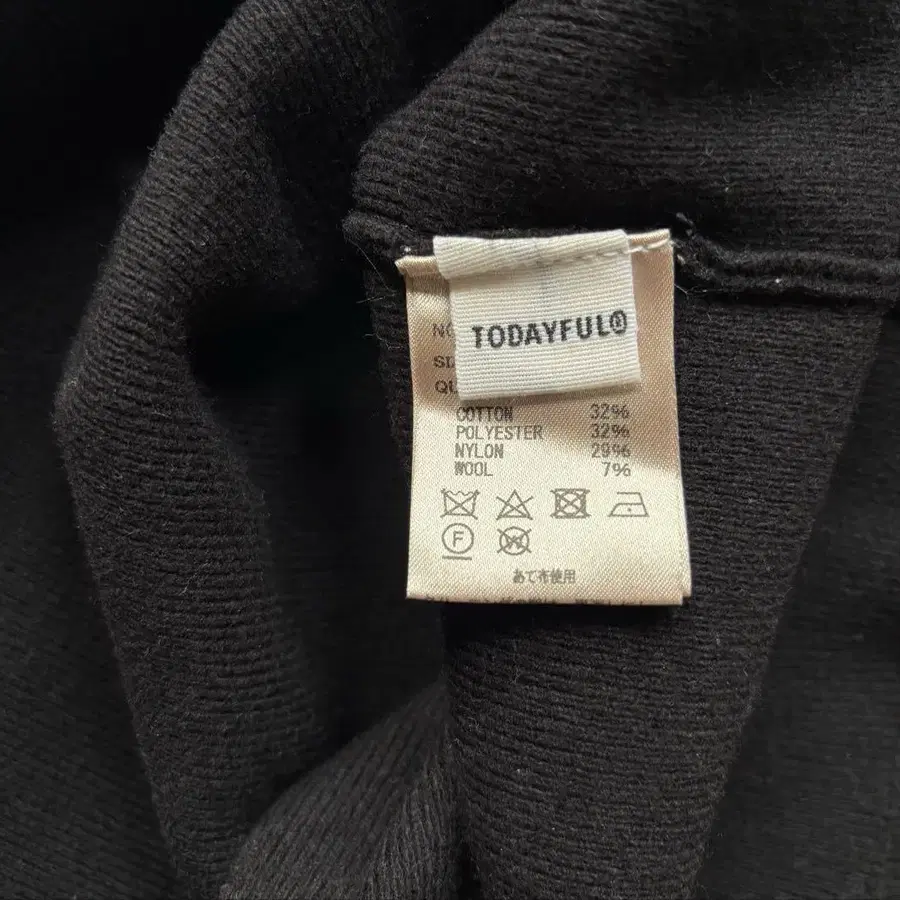 TODAYFUL®
COTTON 32%
POLYESTER 32%
NYLON 29%
WOOL 7%
F
W
あて布使用